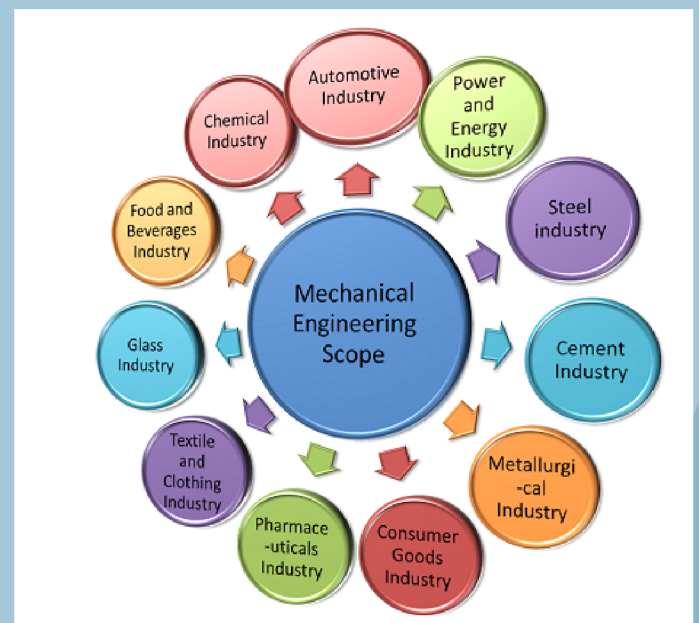 Automotive
Industry
Power
and
Energy
Industry
Steel
industry
Cement
Industry
Metallurgi
-cal
Industry
Consumer
Goods
Industry
Pharmace
-uticals
Industry
Textile
and
Clothing
Industry
Glass
Industry
Food and
Beverages
Industry
Chemical
Industry
Mechanical
Engineering
Scope